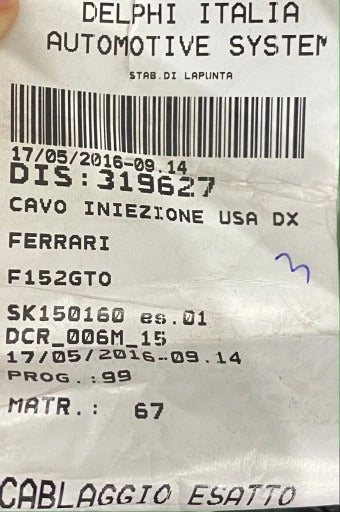 DELPHI ITALIA
AUTOMOTIVE SYSTEM
STAB.DI LAPUNTA
17/05/2016-09.14
DIS:319627
CAVO INIEZIONE USA DX
FERRARI
F152GTO
SK150160 es.01
DCR_006M_15
17/05/2016-09.14
PROG.:99
MATR.: 67
CABLAGGIO ESATTO